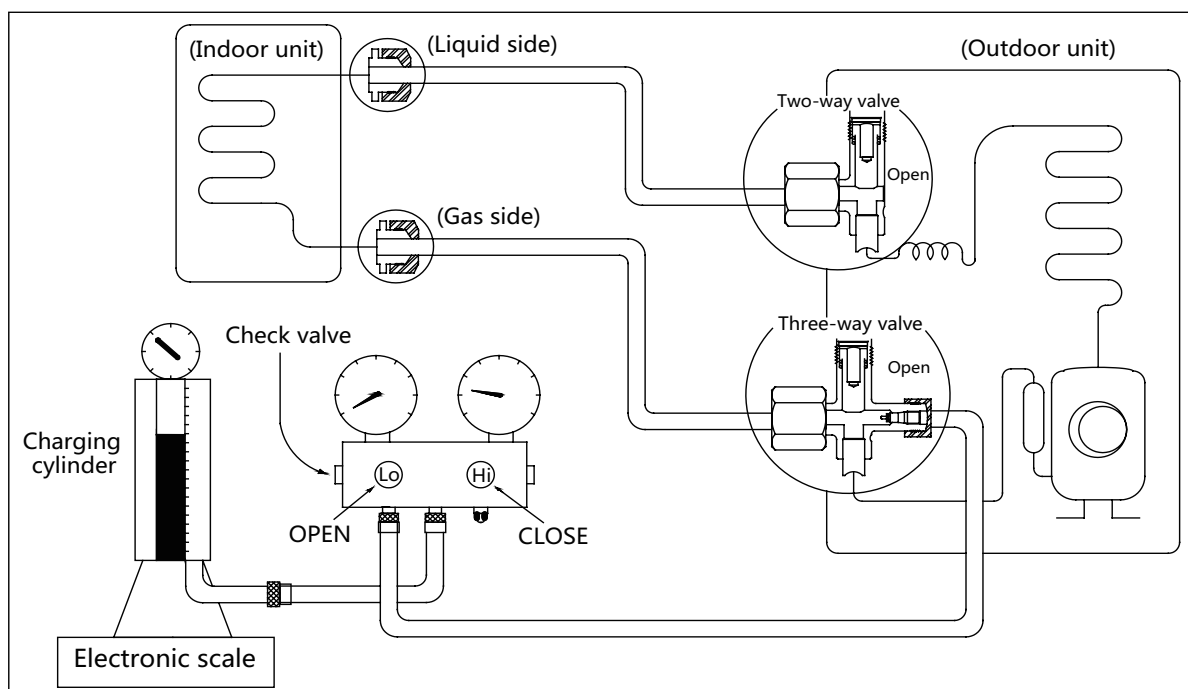 (Indoor unit)
(Liquid side)
(Outdoor unit)
Two-way valve
Open
(Gas side)
Three-way valve
Open
Check valve
Charging
cylinder
Lo
Hi
OPEN
CLOSE
Electronic scale